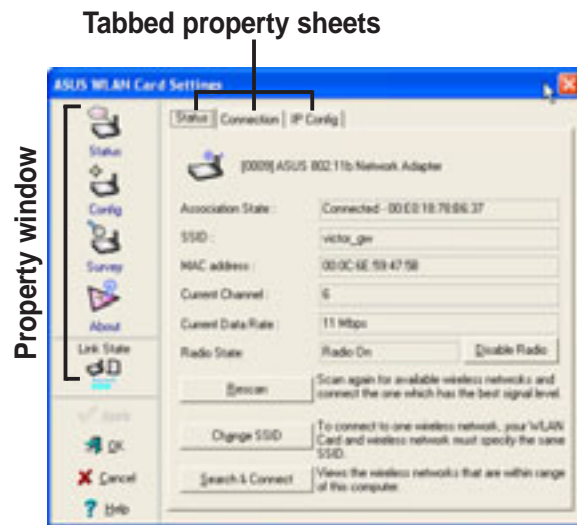 Tabbed property sheets
Property window
ASUS WLAN Card Settings
Status
Config
Survey
About
Link State
Apply
OK
Cancel
Help
Status Connection IP Config
[0009] ASUS 802.11b Network Adapter
Association State : Connected - 00:E0:18:78:B6:37
SSID : victor_gw
MAC address : 00:0C:6E:59:47:5B
Current Channel : 6
Current Data Rate : 11 Mbps
Radio State Radio On Disable Radio
Rescan Scan again for available wireless networks and
connect the one which has the best signal level.
Change SSID To connect to one wireless network, your WLAN
Card and wireless network must specify the same
SSID.
Search & Connect Views the wireless networks that are within range
of this computer.